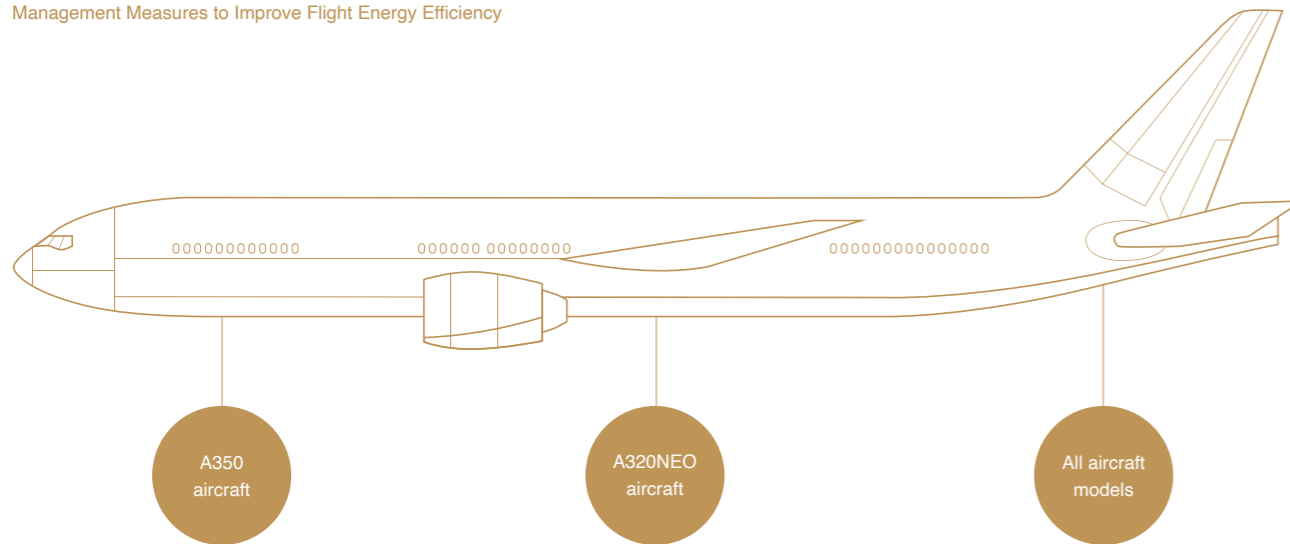 Management Measures to Improve Flight Energy Efficiency
A350
aircraft
A320NEO
aircraft
All aircraft
models